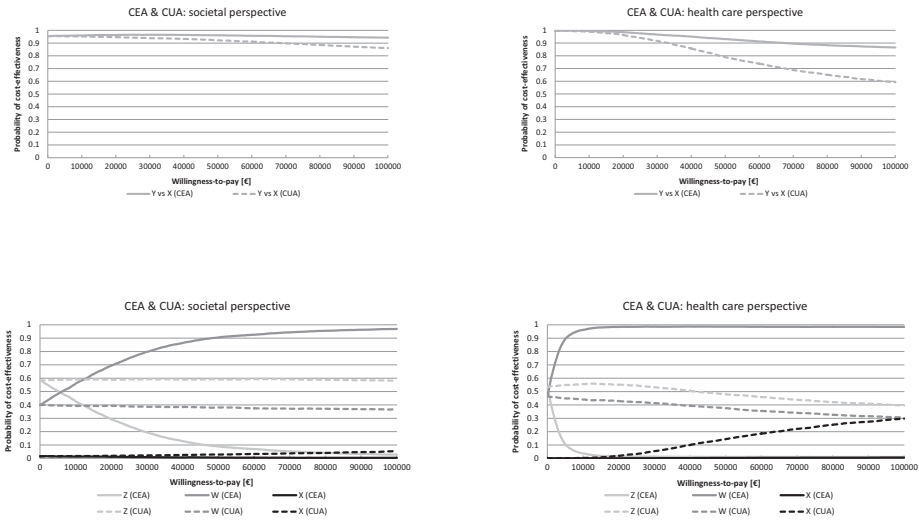 CEA & CUA: societal perspective
Probability of cost-effectiveness
1
0.9
0.8
0.7
0.6
0.5
0.4
0.3
0.2
0.1
0
0 10000 20000 30000 40000 50000 60000 70000 80000 90000 100000
Willingness-to-pay [€]
Y vs X (CEA) Y vs X (CUA)
CEA & CUA: health care perspective
Probability of cost-effectiveness
1
0.9
0.8
0.7
0.6
0.5
0.4
0.3
0.2
0.1
0
0 10000 20000 30000 40000 50000 60000 70000 80000 90000 100000
Willingness-to-pay [€]
Y vs X (CEA) Y vs X (CUA)
CEA & CUA: societal perspective
Probability of cost-effectiveness
1
0.9
0.8
0.7
0.6
0.5
0.4
0.3
0.2
0.1
0
0 10000 20000 30000 40000 50000 60000 70000 80000 90000 100000
Willingness-to-pay [€]
Z (CEA) W (CEA) X (CEA)
Z (CUA) W (CUA) X (CUA)
CEA & CUA: health care perspective
Probability of cost-effectiveness
1
0.9
0.8
0.7
0.6
0.5
0.4
0.3
0.2
0.1
0
0 10000 20000 30000 40000 50000 60000 70000 80000 90000 100000
Willingness-to-pay [€]
Z (CEA) W (CEA) X (CEA)
Z (CUA) W (CUA) X (CUA)